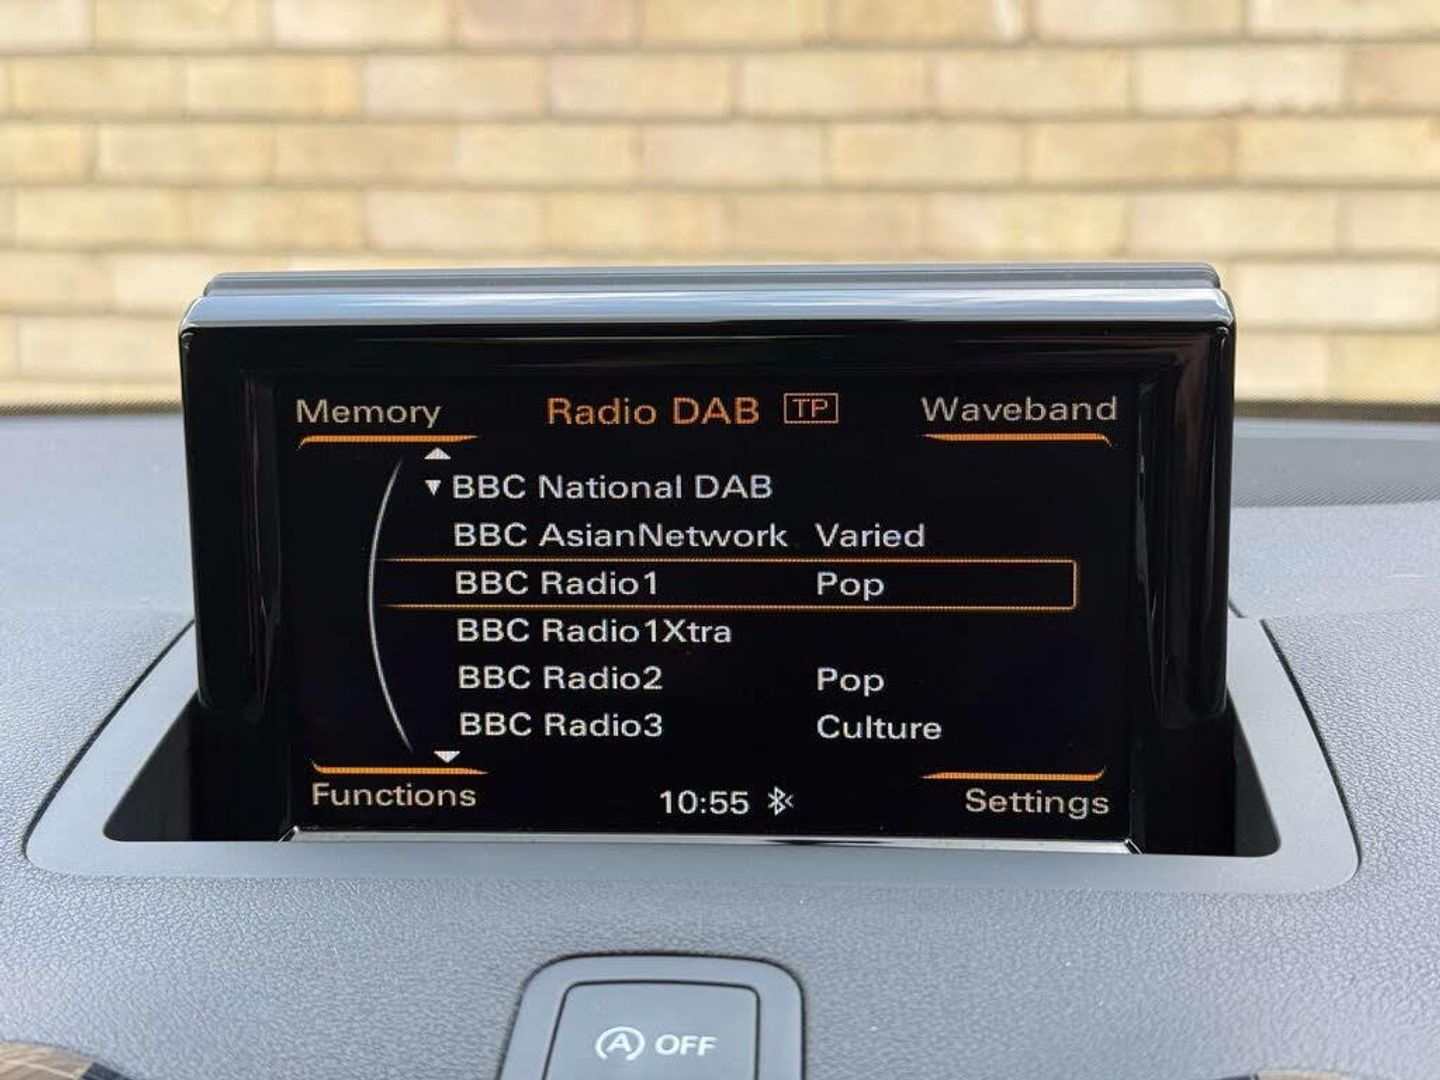 Memory Radio DAB TP Waveband
BBC National DAB
BBC AsianNetwork Varied
BBC Radio1 Pop
BBC Radio1Xtra
BBC Radio2 Pop
BBC Radio3 Culture
Functions 10:55 Settings
A OFF